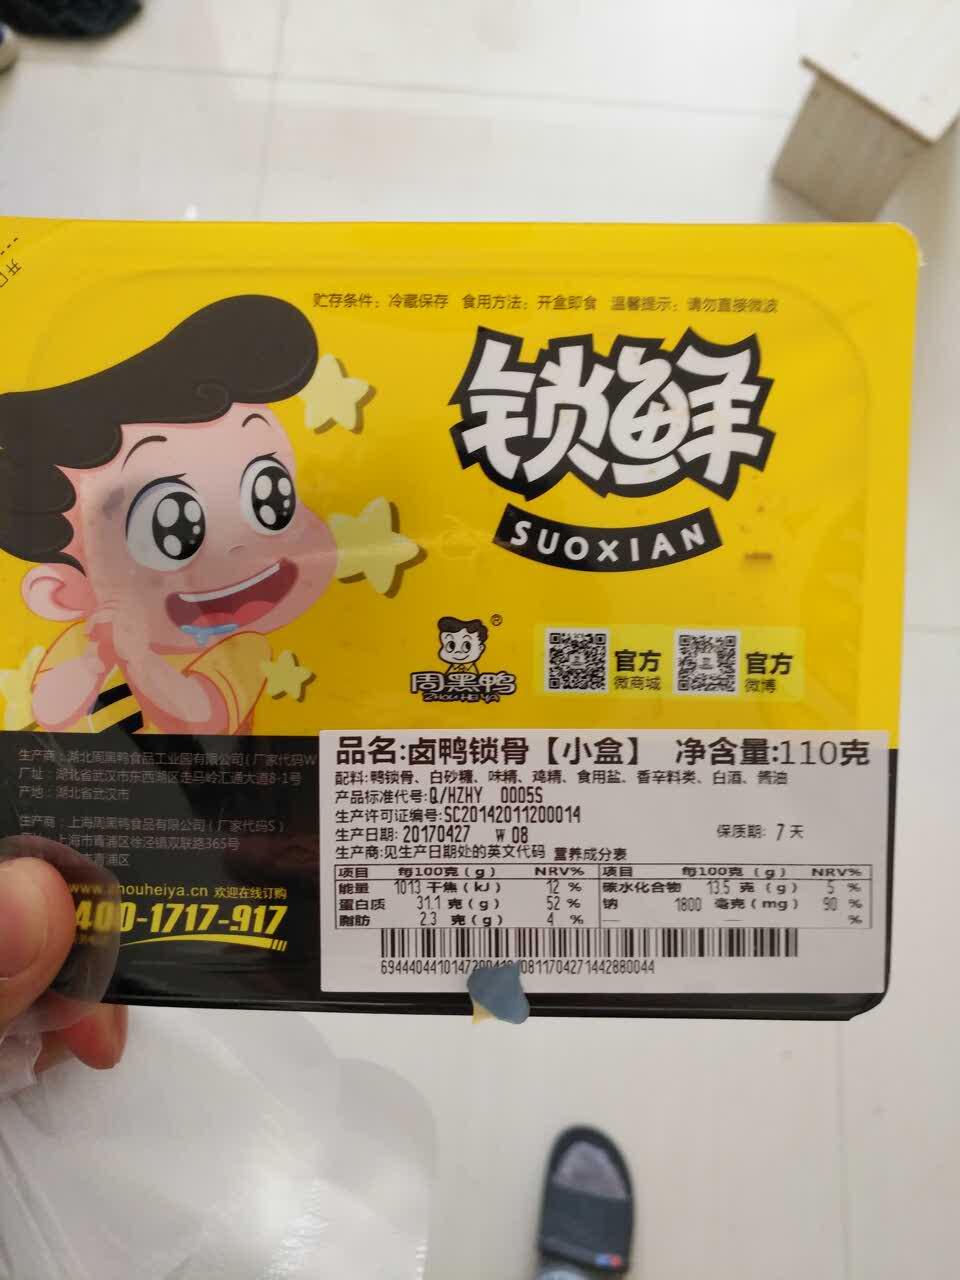 开口
贮存条件：冷藏保存 食用方法：开盒即食 温馨提示：请勿直接微波
锁鲜
SUOXIAN
®
周黑鸭
ZHOU HEI YA
官方
微商城
官方
微博
生产商：湖北周黑鸭食品工业园有限公司（厂家代码W
厂址：湖北省武汉市东西湖区走马岭汇通大道8-1号
产地：湖北省武汉市
生产商：上海周黑鸭食品有限公司（厂家代码S）
上海市青浦区徐泾镇双联路365号
市青浦区
www.zhouheiya.cn 欢迎在线订购
400-1717-917
品名:卤鸭锁骨【小盒】 净含量:110克
配料:鸭锁骨、白砂糖、味精、鸡精、食用盐、香辛料类、白酒、酱油
产品标准代号:Q/HZHY 0005S
生产许可证编号:SC20142011200014
生产日期: 20170427 W 08 保质期: 7 天
生产商:见生产日期处的英文代码 营养成分表
项目 每100克（g） NRV% 项目 每100克（g） NRV%
能量 1013 千焦（kJ） 12 % 碳水化合物 13.5 克（g） 5 %
蛋白质 31.1 克（g） 52 % 钠 1800 毫克（mg） 90 %
脂肪 2.3 克（g） 4 % — — %